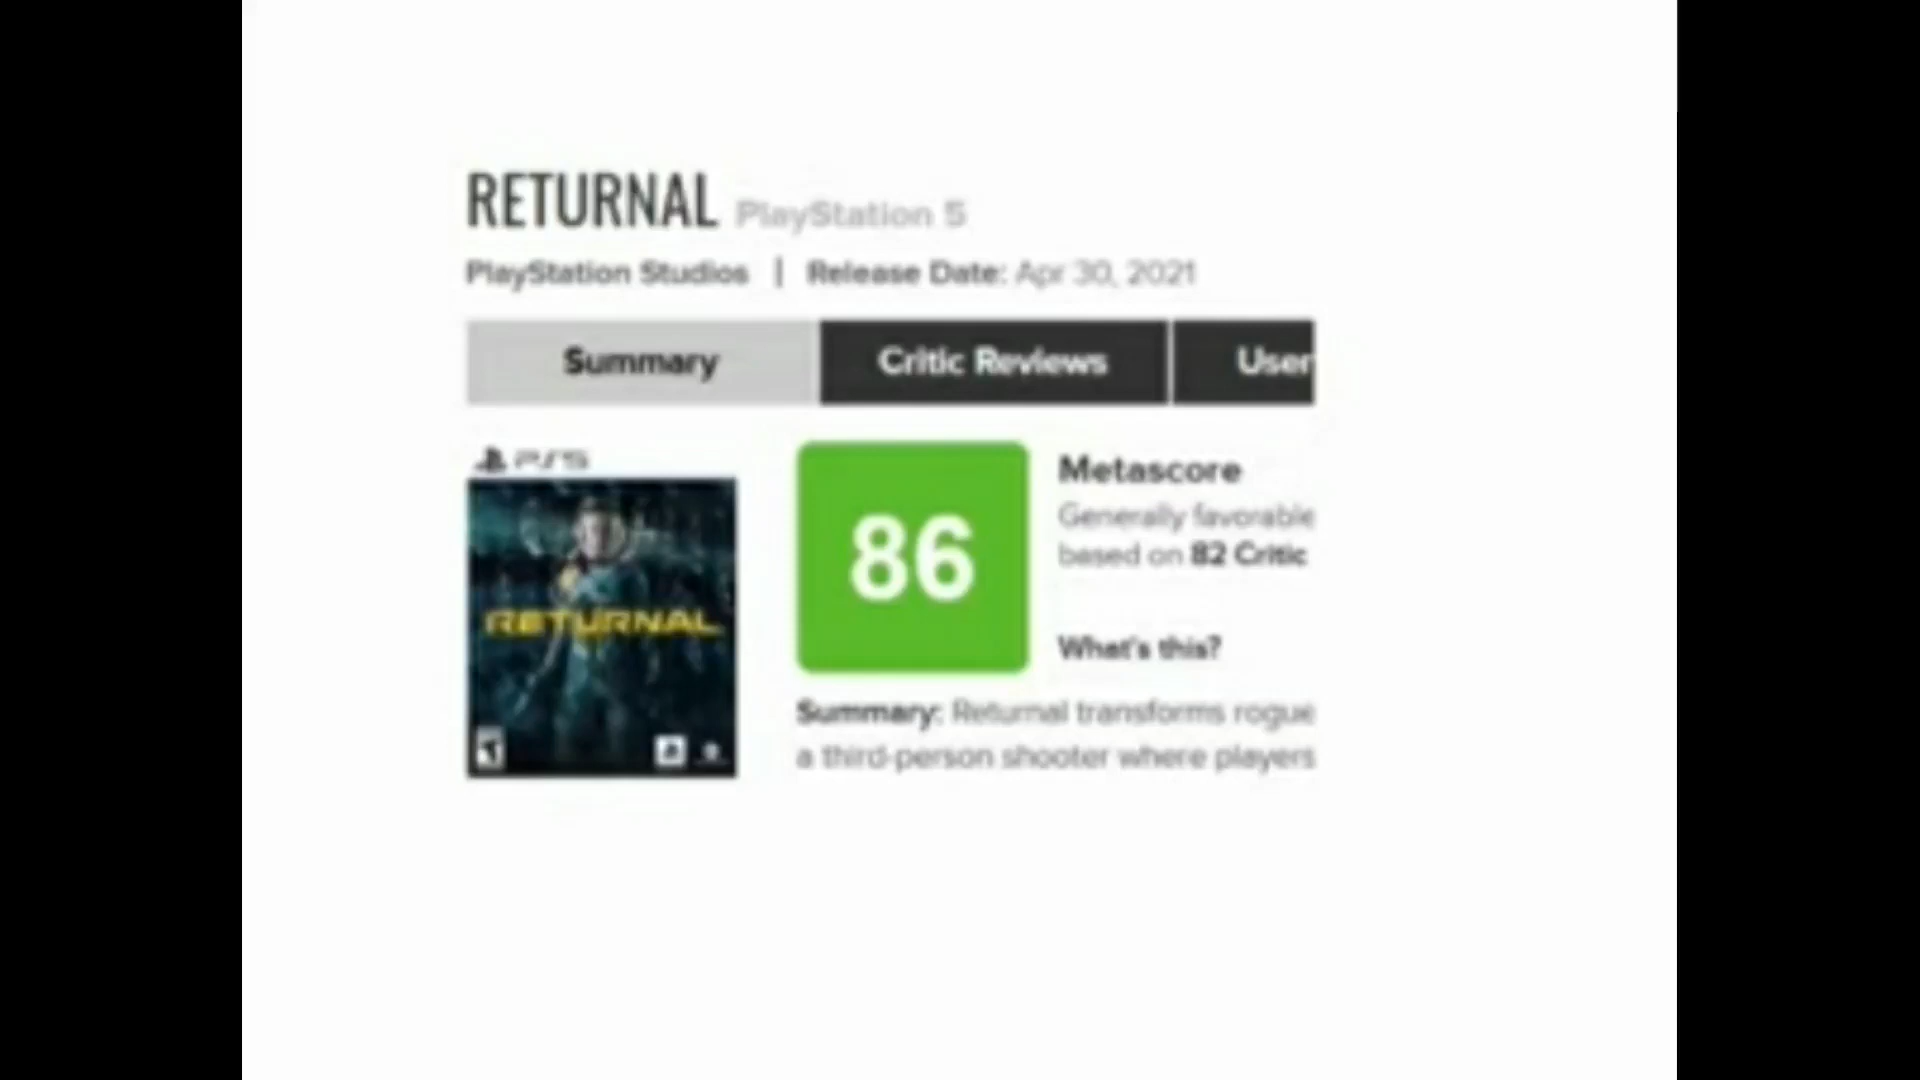 RETURNAL PlayStation 5
PlayStation Studios | Release Date: Apr 30, 2021
Summary Critic Reviews User
PS5
RETURNAL
T
86
Metascore
Generally favorable
based on 82 Critic
What's this?
Summary: Returnal transforms rogue
a third-person shooter where players